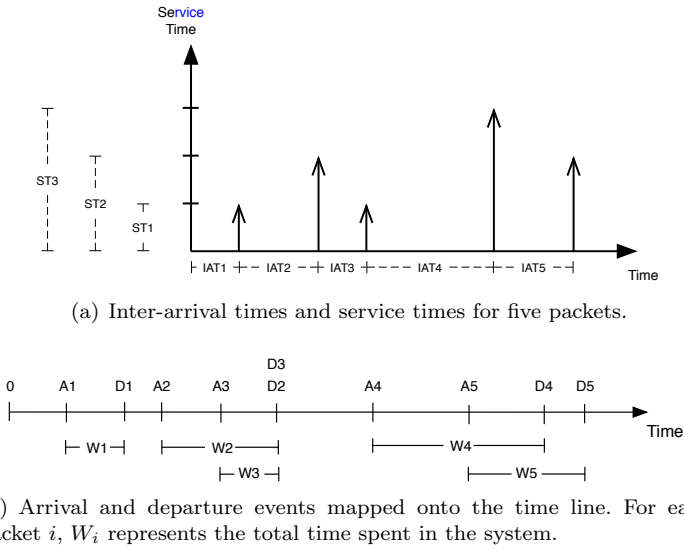 Service
Time
ST3
ST2
ST1
IAT1 IAT2 IAT3 IAT4 IAT5
Time
(a) Inter-arrival times and service times for five packets.
D3
0 A1 D1 A2 A3 D2 A4 A5 D4 D5
Time
W1 W2 W4
W3 W5
) Arrival and departure events mapped onto the time line. For ea
cket i, Wi represents the total time spent in the system.